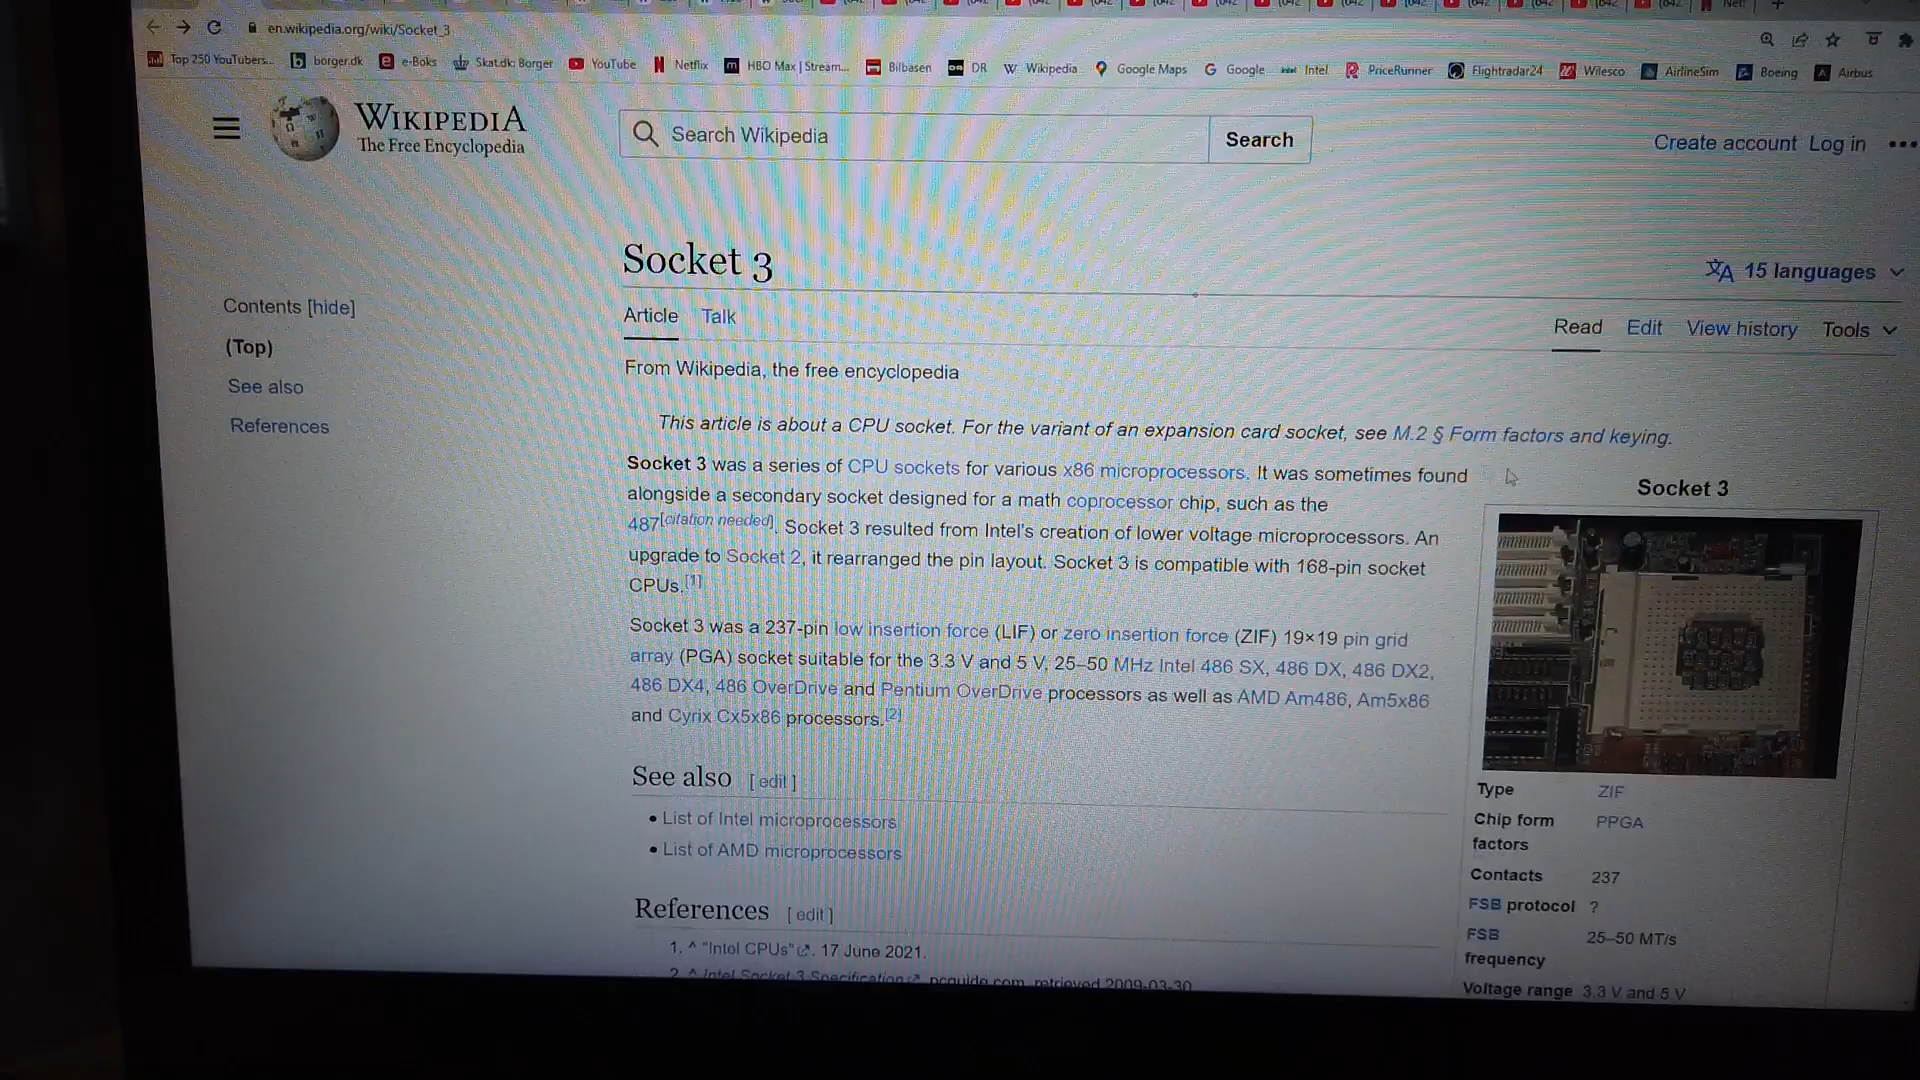 en.wikipedia.org/wiki/Socket_3
Top 250 YouTubers... borger.dk e-Boks Skat.dk: Borger YouTube Netflix HBO Max | Stream... Bilbasen DR Wikipedia Google Maps Google Intel PriceRunner Flightradar24 Wilesco AirlineSim Boeing Airbus
WIKIPEDIA
The Free Encyclopedia
Search Wikipedia
Search
Create account Log in
Socket 3
15 languages
Contents [hide]
(Top)
See also
References
Article Talk
Read Edit View history Tools
From Wikipedia, the free encyclopedia
This article is about a CPU socket. For the variant of an expansion card socket, see M.2 § Form factors and keying.
Socket 3 was a series of CPU sockets for various x86 microprocessors. It was sometimes found
alongside a secondary socket designed for a math coprocessor chip, such as the
487[citation needed]. Socket 3 resulted from Intel's creation of lower voltage microprocessors. An
upgrade to Socket 2, it rearranged the pin layout. Socket 3 is compatible with 168-pin socket
CPUs.[1]
Socket 3 was a 237-pin low insertion force (LIF) or zero insertion force (ZIF) 19×19 pin grid
array (PGA) socket suitable for the 3.3 V and 5 V, 25–50 MHz Intel 486 SX, 486 DX, 486 DX2,
486 DX4, 486 OverDrive and Pentium OverDrive processors as well as AMD Am486, Am5x86
and Cyrix Cx5x86 processors.[2]
See also [ edit ]
• List of Intel microprocessors
• List of AMD microprocessors
References [ edit ]
1. ^ "Intel CPUs". 17 June 2021.
2. ^ Intel Socket 3 Specification, pcguide.com, retrieved 2009-03-30
Socket 3
Type ZIF
Chip form PPGA
factors
Contacts 237
FSB protocol ?
FSB 25–50 MT/s
frequency
Voltage range 3.3 V and 5 V